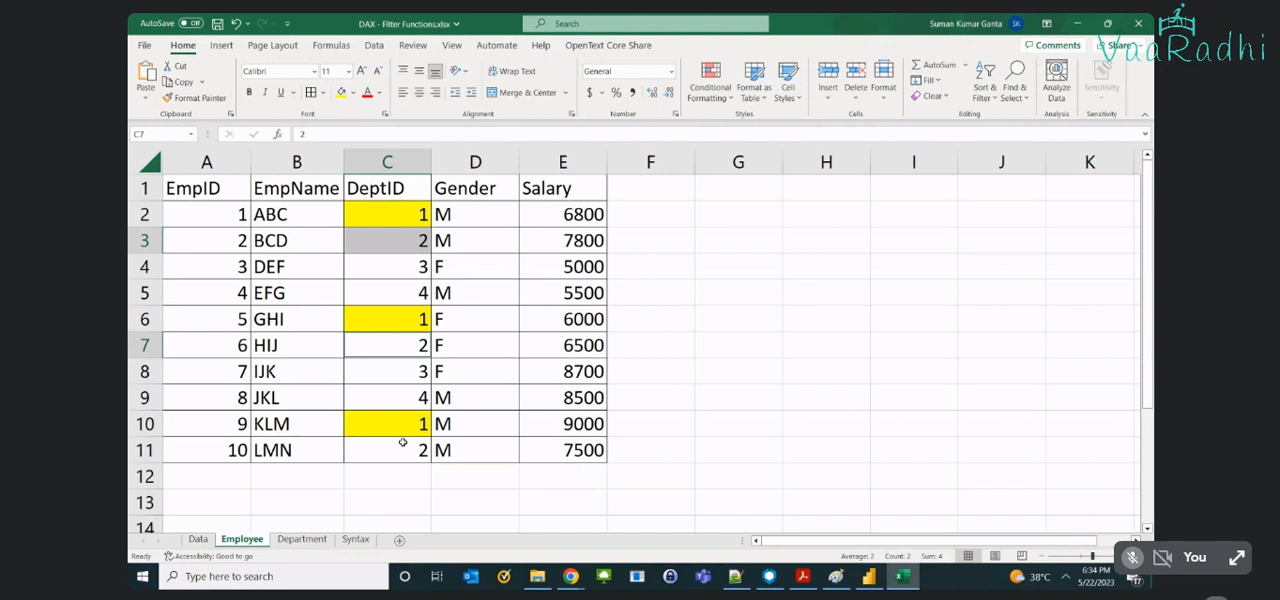 AutoSave Off DAX - Filter Functions.xlsx Search Suman Kumar Ganta SK
VaaRadhi
File Home Insert Page Layout Formulas Data Review View Automate Help OpenText Core Share Comments Share
Paste Cut Copy Format Painter Clipboard
Calibri 11 B I U Font
Wrap Text Merge & Center Alignment
General $ % Number
Conditional Formatting Format as Table Cell Styles Styles
Insert Delete Format Cells
AutoSum Fill Clear Sort & Filter Find & Select Editing
Analyze Data Analysis
Sensitivity Sensitivity
C7 fx 2
A B C D E F G H I J K
1 EmpID EmpName DeptID Gender Salary
2 1 ABC 1 M 6800
3 2 BCD 2 M 7800
4 3 DEF 3 F 5000
5 4 EFG 4 M 5500
6 5 GHI 1 F 6000
7 6 HIJ 2 F 6500
8 7 IJK 3 F 8700
9 8 JKL 4 M 8500
10 9 KLM 1 M 9000
11 10 LMN 2 M 7500
12
13
14
Data Employee Department Syntax
Ready Accessibility: Good to go Average: 2 Count: 2 Sum: 4
You
Type here to search 38°C 6:34 PM
5/22/2023 17